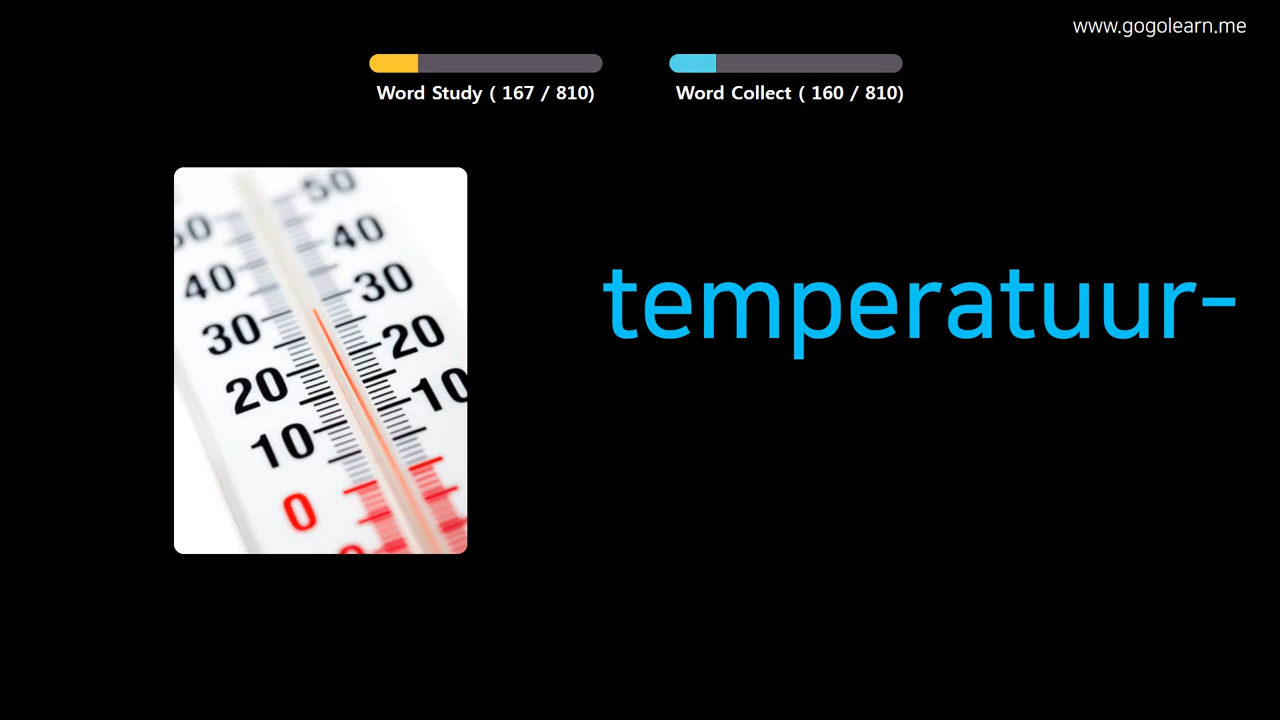 www.gogolearn.me
Word Study ( 167 / 810)
Word Collect ( 160 / 810)
temperatuur-
50
40
30
20
10
40
30
20
10
0